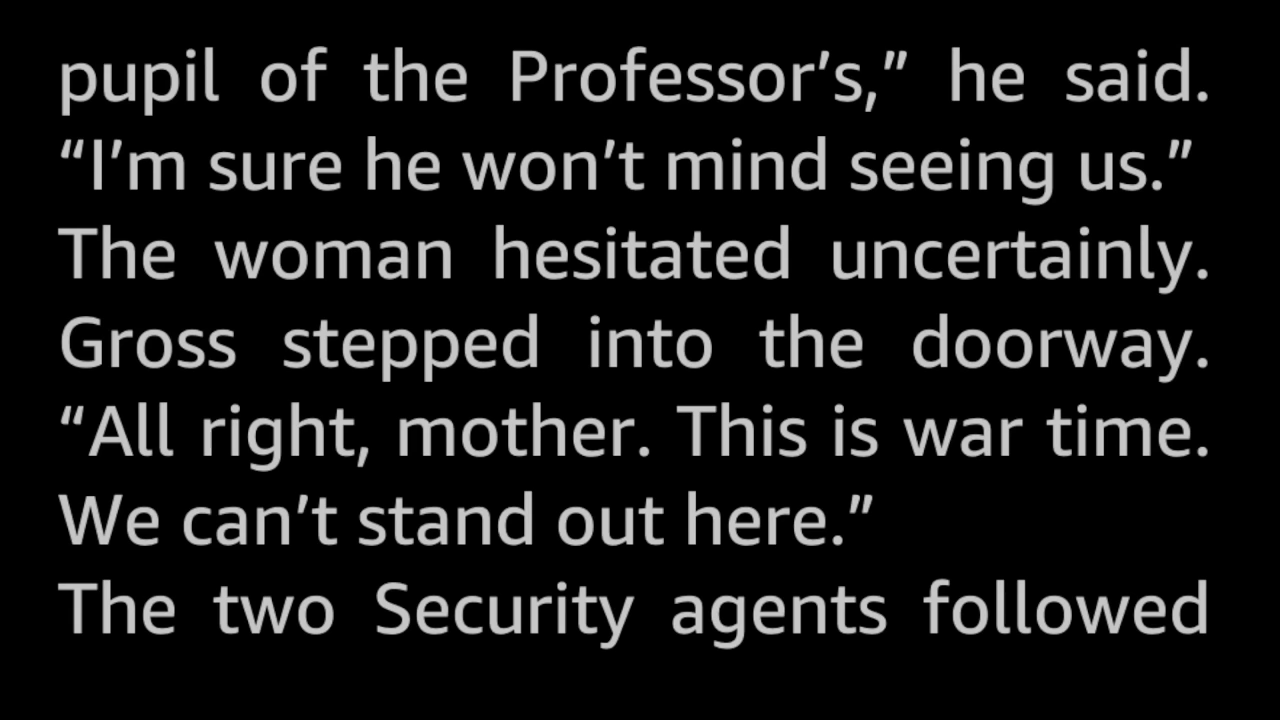 pupil of the Professor’s,” he said.
“I’m sure he won’t mind seeing us.”
The woman hesitated uncertainly.
Gross stepped into the doorway.
“All right, mother. This is war time.
We can’t stand out here.”
The two Security agents followed